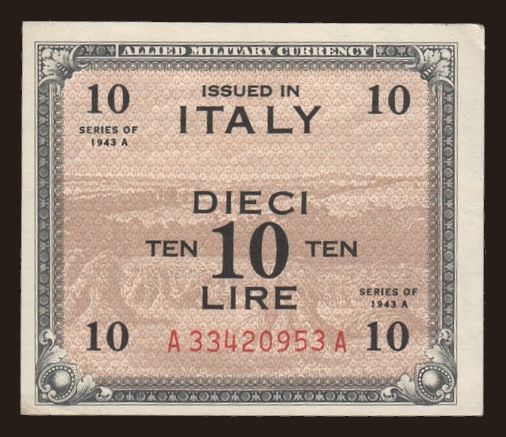 ALLIED MILITARY CURRENCY
10 ISSUED IN 10
SERIES OF
1943 A
ITALY
DIECI
TEN 10 TEN
LIRE
SERIES OF
1943 A
10 A33420953A 10